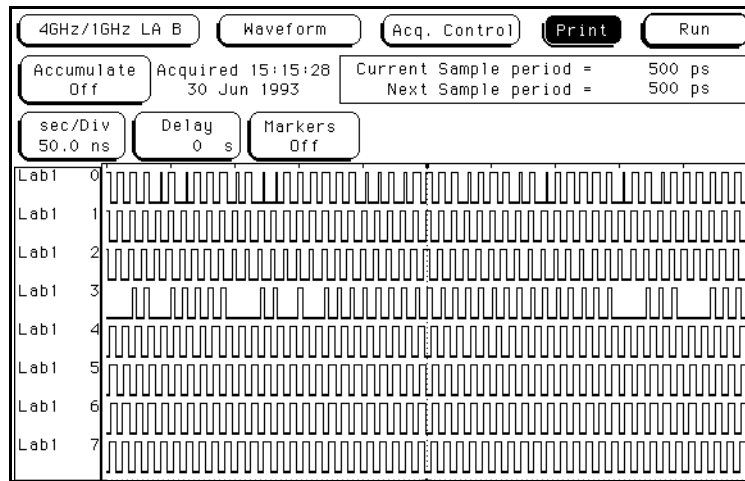 4GHz/1GHz LA B Waveform Acq. Control Print Run
Accumulate Off
Acquired 15:15:28
30 Jun 1993
Current Sample period = 500 ps
Next Sample period = 500 ps
sec/Div 50.0 ns
Delay 0 s
Markers Off
Lab1 0
Lab1 1
Lab1 2
Lab1 3
Lab1 4
Lab1 5
Lab1 6
Lab1 7